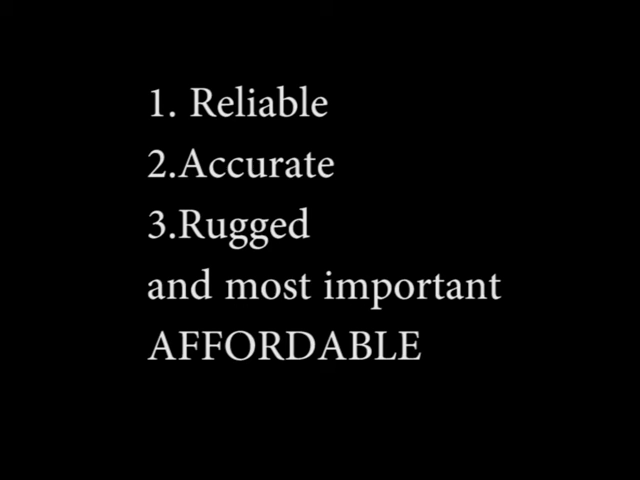 1. Reliable
2.Accurate
3.Rugged
and most important
AFFORDABLE